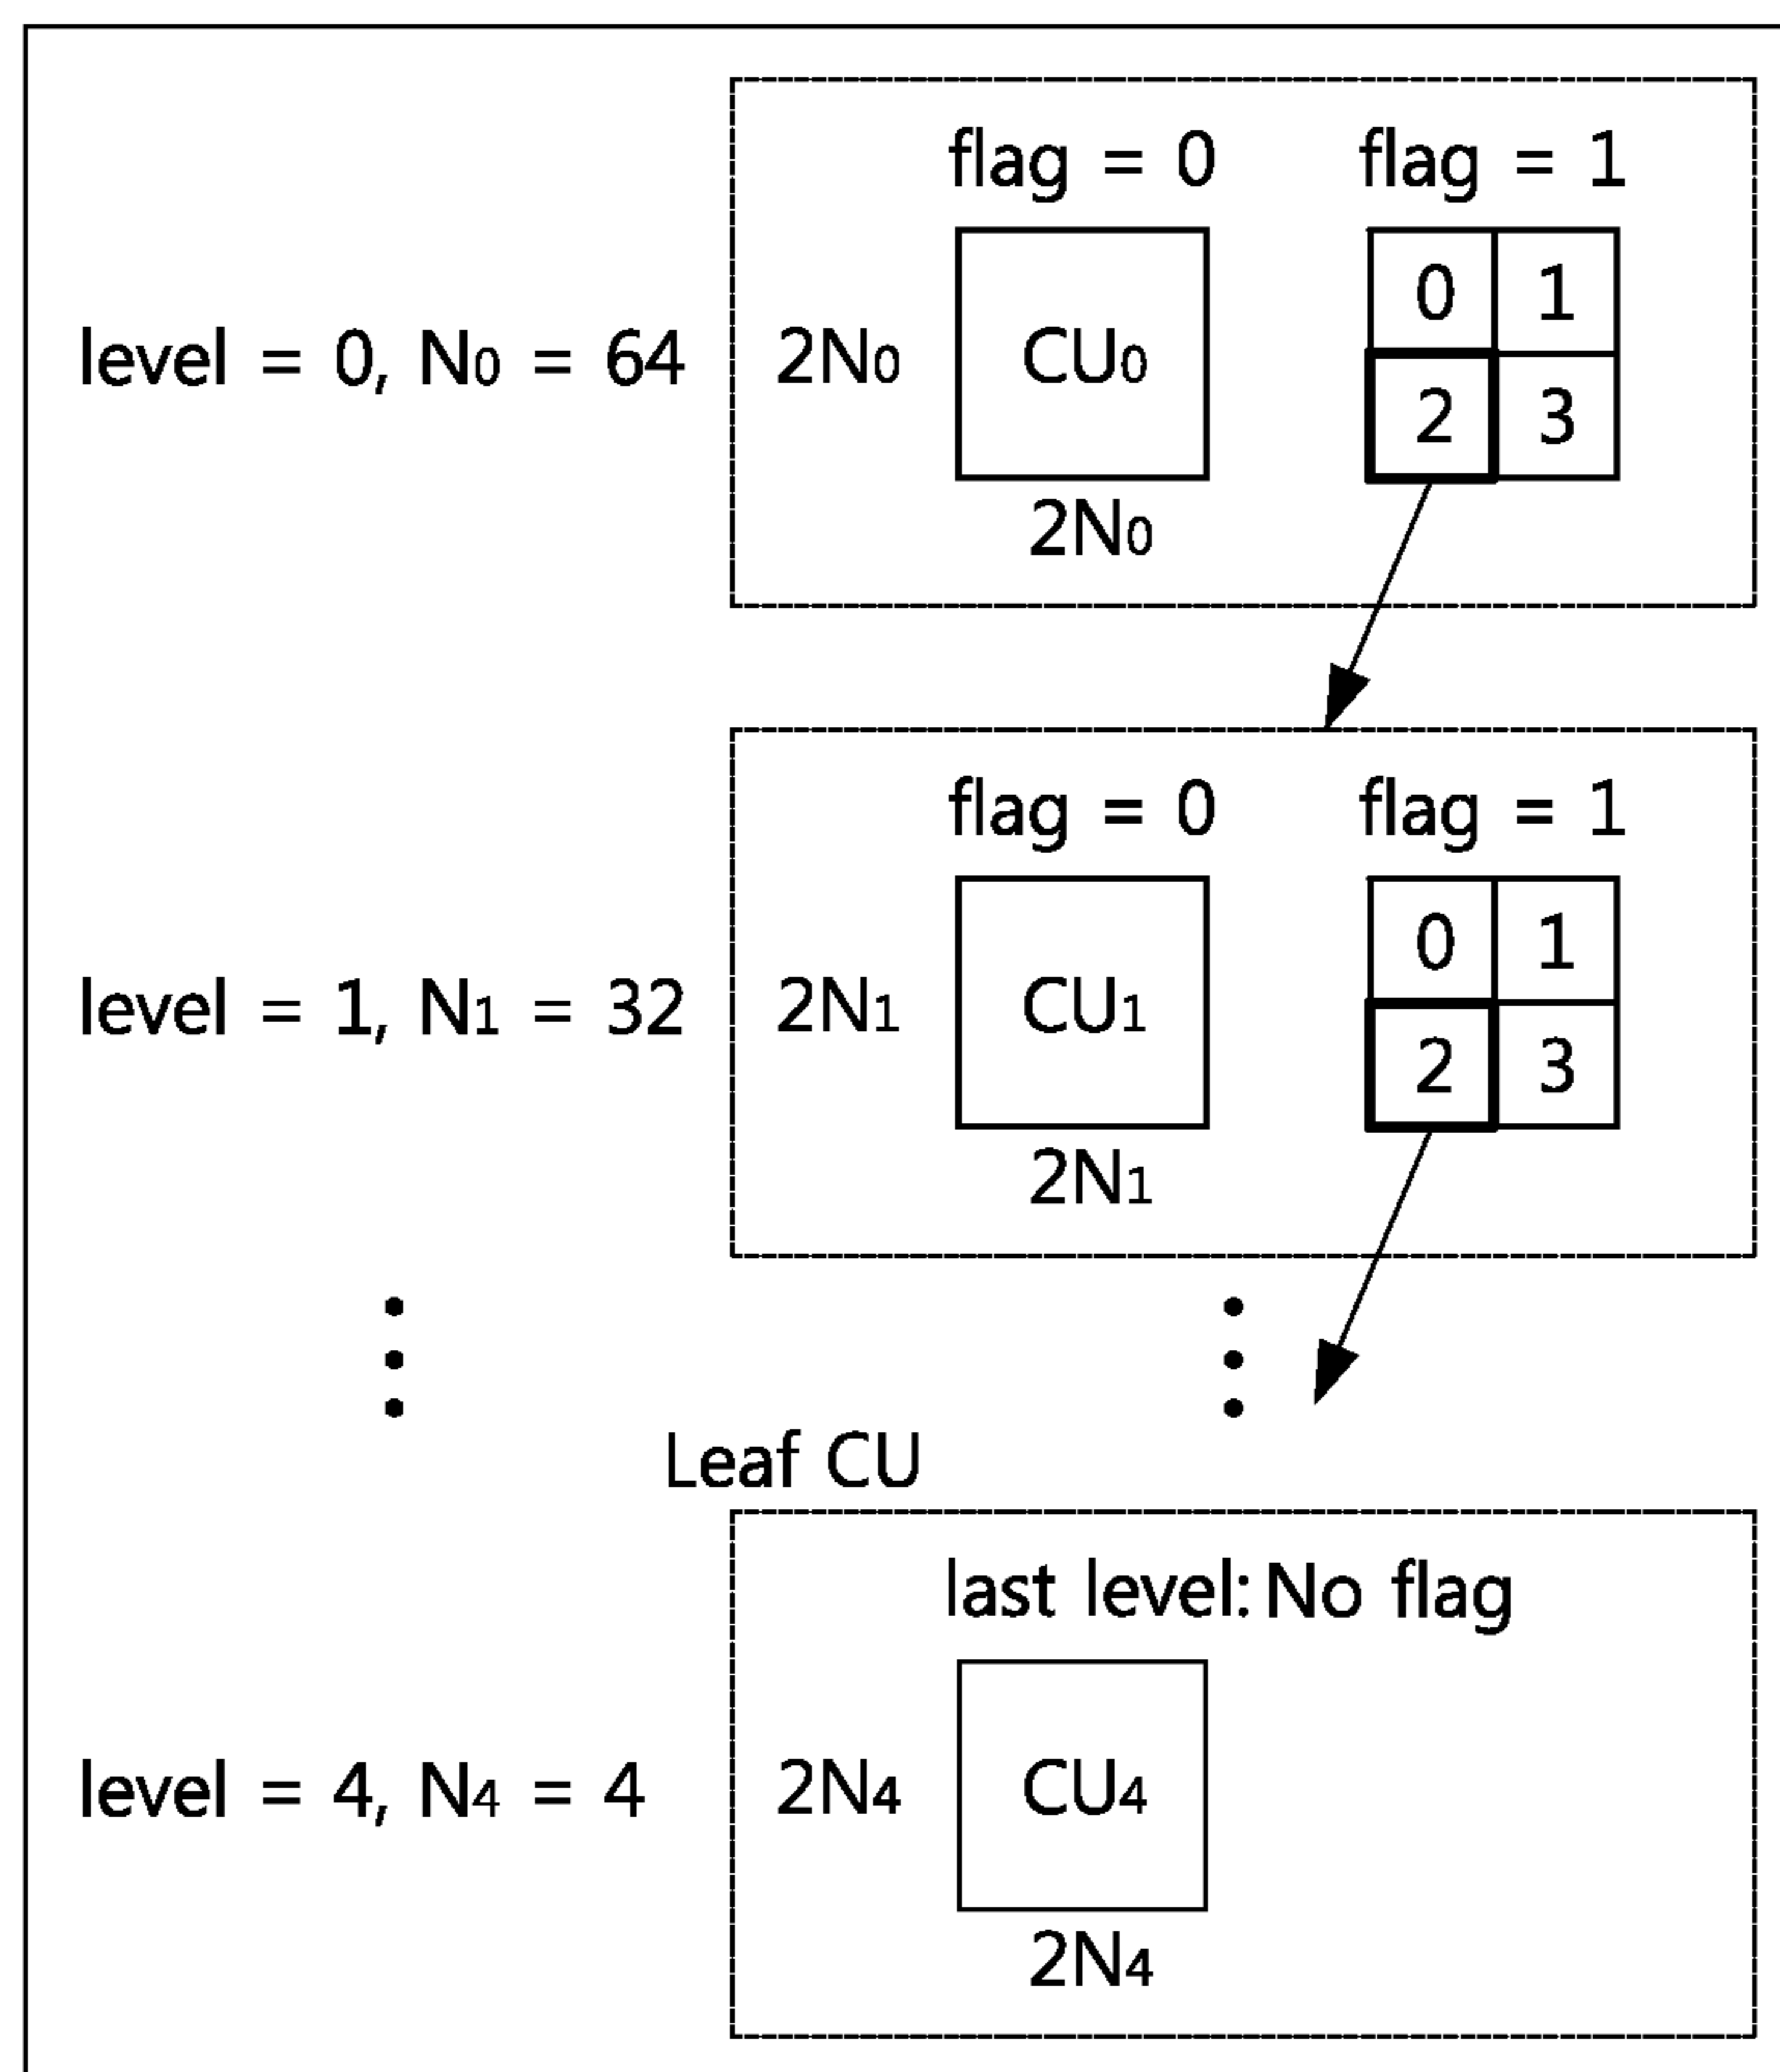 flag = 0 flag = 1
0 1
level = 0, N0 = 64 2N0 CU0
2 3
2N0
flag = 0 flag = 1
0 1
level = 1, N1 = 32 2N1 CU1
2 3
2N1
Leaf CU
last level: No flag
level = 4, N4 = 4 2N4 CU4
2N4